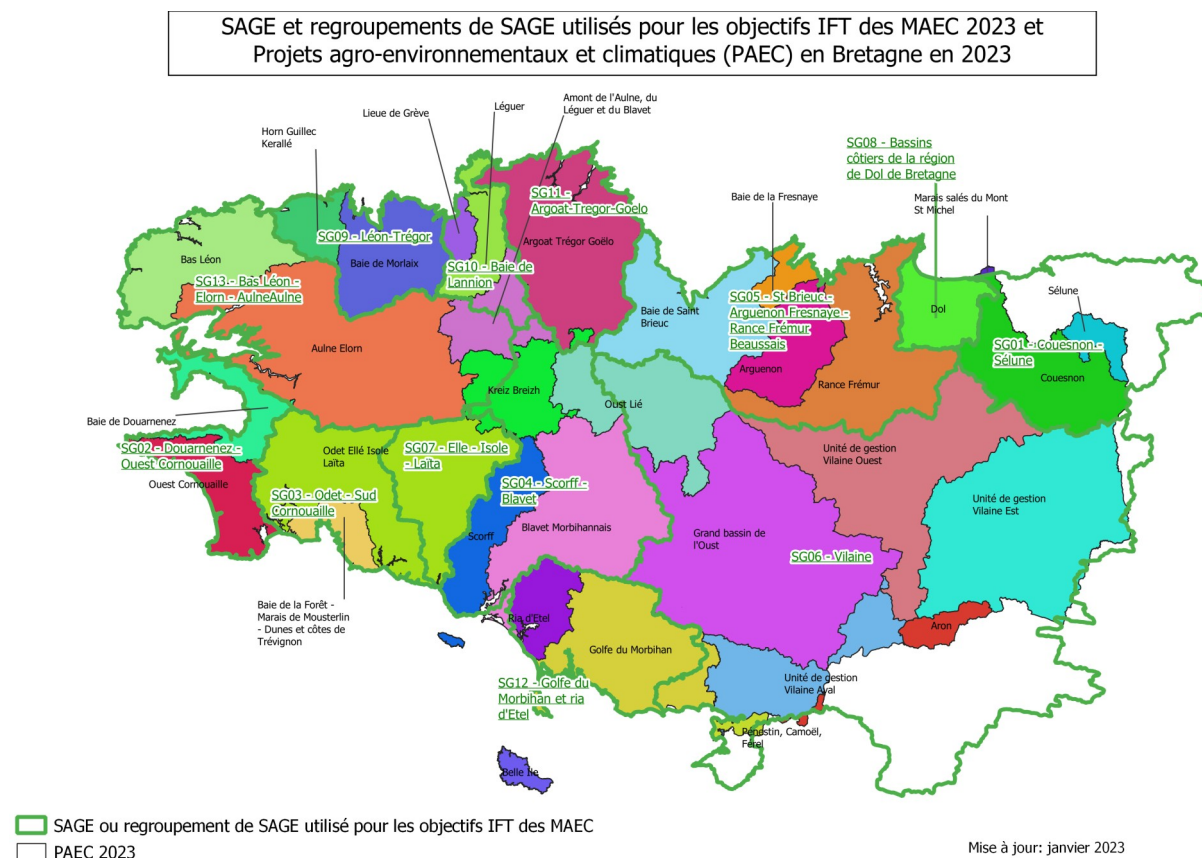 SAGE et regroupements de SAGE utilisés pour les objectifs IFT des MAEC 2023 et
Projets agro-environnementaux et climatiques (PAEC) en Bretagne en 2023
Lieue de Grève
Léguer
Amont de l'Aulne, du
Léguer et du Blavet
Horn Guillec
Kerallé
SG08 - Bassins
côtiers de la région
de Dol de Bretagne
Baie de la Fresnaye
Marais salés du Mont
St Michel
SG11 -
Argoat-Tregor-Goelo
Argoat Trégor Goëlo
SG09 - Léon-Trégor
Baie de Morlaix
Bas Léon
SG10 - Baie de
Lannion
SG13 - Bas Léon -
Elorn - AulneAulne
Sélune
SG05 - St Brieuc -
Arguenon Fresnaye -
Rance Frémur
Beaussais
Baie de Saint
Brieuc
Dol
SG01 - Couesnon -
Sélune
Couesnon
Aulne Elorn
Arguenon
Rance Frémur
Kreiz Breizh
Oust Lié
Baie de Douarnenez
SG02 - Douarnenez -
Ouest Cornouaille
Ouest Cornouaille
Odet Ellé Isole
Laïta
SG07 - Elle - Isole
- Laïta
Unité de gestion
Vilaine Ouest
SG03 - Odet - Sud
Cornouaille
SG04 - Scorff -
Blavet
Unité de gestion
Vilaine Est
Scorff
Blavet Morbihannais
Grand bassin de
l'Oust
SG06 - Vilaine
Baie de la Forêt -
Marais de Mousterlin
- Dunes et côtes de
Trévignon
Ria d'Etel
Aron
Golfe du Morbihan
SG12 - Golfe du
Morbihan et ria
d'Etel
Unité de gestion
Vilaine Aval
Pénestin, Camoël,
Férel
Belle Ile
SAGE ou regroupement de SAGE utilisé pour les objectifs IFT des MAEC
PAEC 2023
Mise à jour: janvier 2023